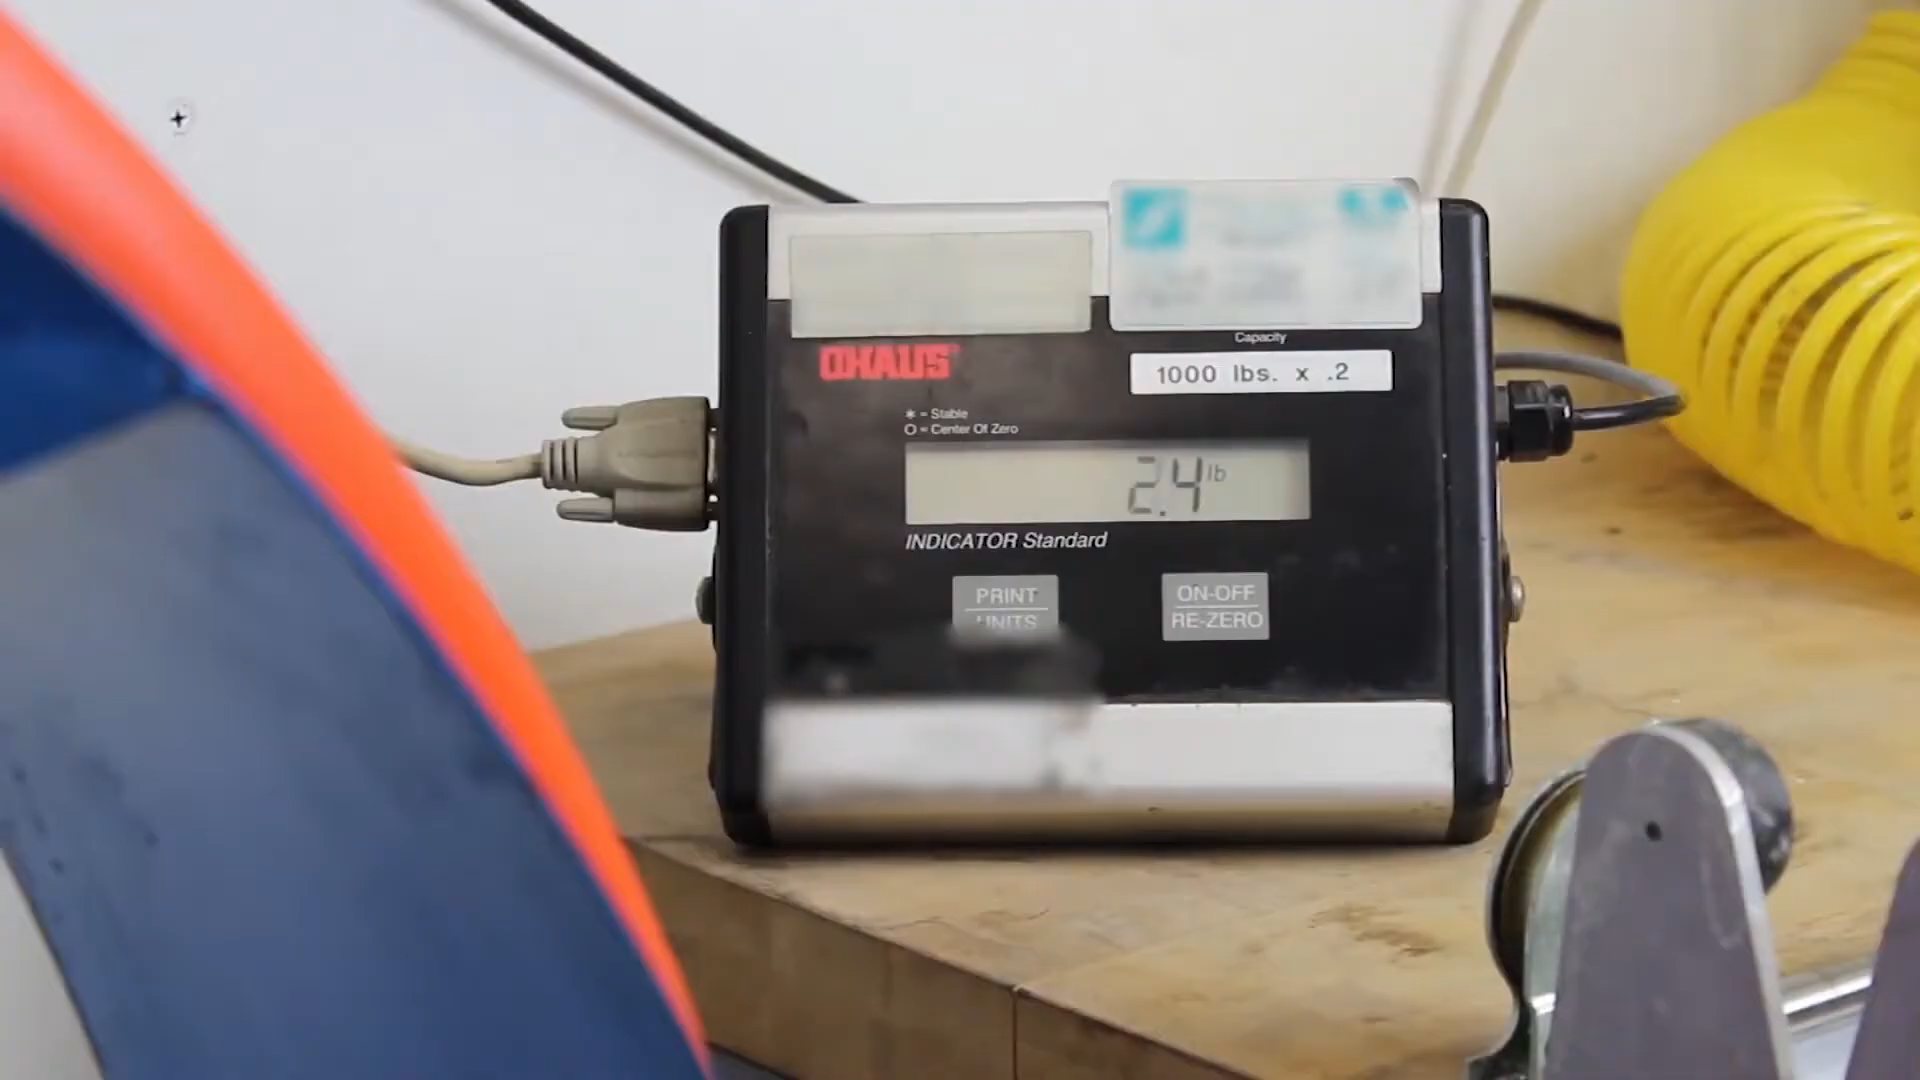 OHAUS
Capacity
1000 lbs. x .2
* = Stable
O = Center Of Zero
2.4 lb
INDICATOR Standard
PRINT
UNITS
ON-OFF
RE-ZERO